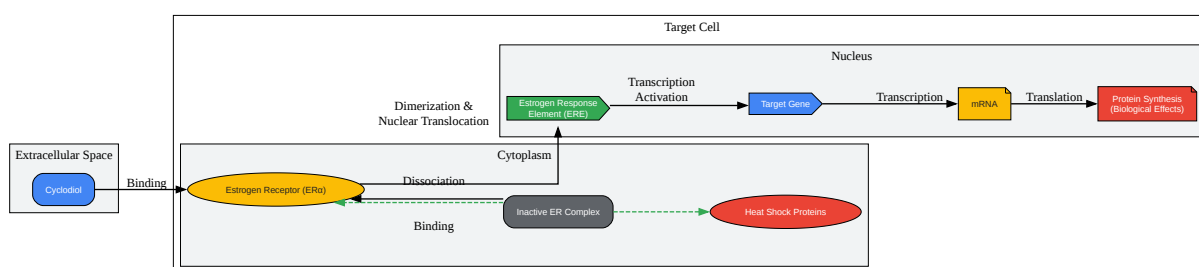 Target Cell
Nucleus
Estrogen Response
Element (ERE)
Transcription
Activation
Target Gene
Transcription
mRNA
Translation
Protein Synthesis
(Biological Effects)
Dimerization &
Nuclear Translocation
Extracellular Space
Cyclodiol
Binding
Cytoplasm
Estrogen Receptor (ERα)
Dissociation
Inactive ER Complex
Heat Shock Proteins
Binding